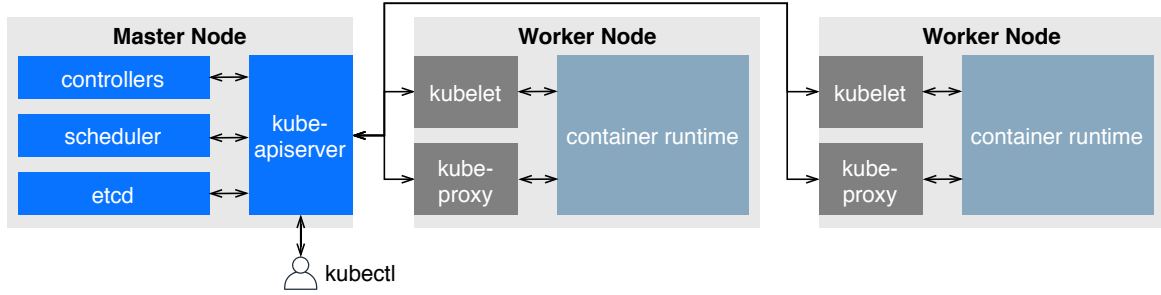 Master Node
controllers
scheduler
etcd
kube-
apiserver
kubectl
Worker Node
kubelet
kube-
proxy
container runtime
Worker Node
kubelet
kube-
proxy
container runtime